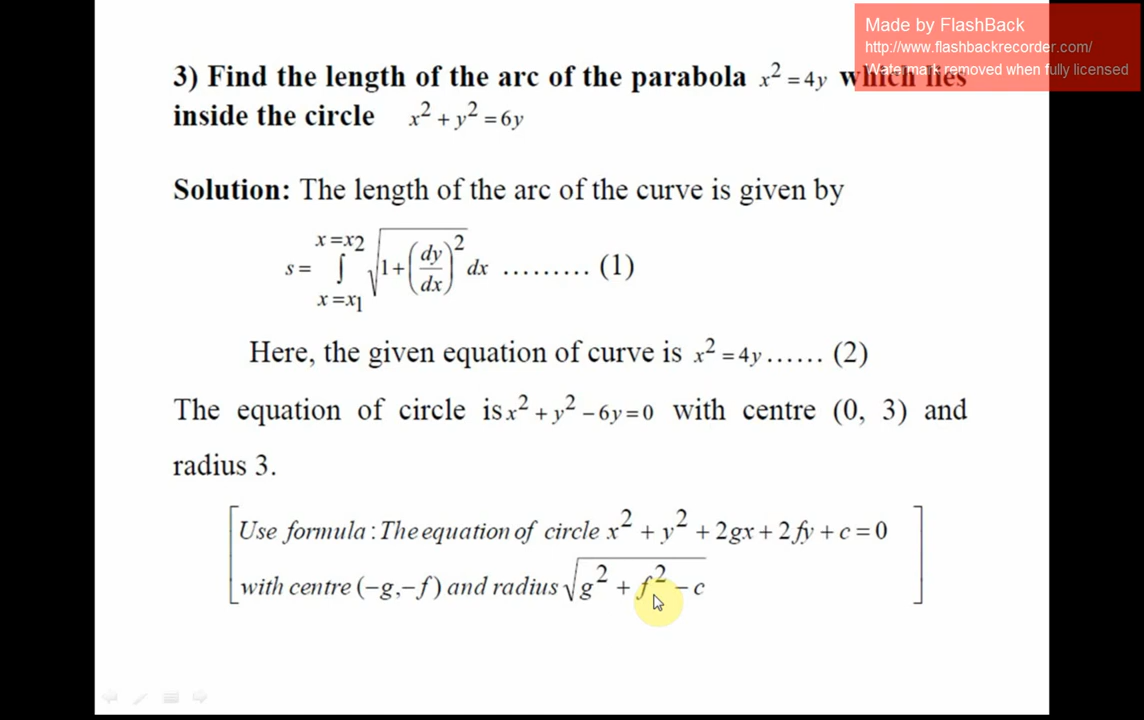 Made by FlashBack
http://www.flashbackrecorder.com/
Watermark removed when fully licensed
3) Find the length of the arc of the parabola x² = 4y which lies
inside the circle x² + y² = 6y
Solution: The length of the arc of the curve is given by
s = ∫_{x=x₁}^{x=x₂} √(1+(dy/dx)²) dx ......... (1)
Here, the given equation of curve is x² = 4y...... (2)
The equation of circle is x² + y² − 6y = 0 with centre (0, 3) and
radius 3.
[Use formula : The equation of circle x² + y² + 2gx + 2fy + c = 0
with centre (−g,−f) and radius √(g² + f² − c)]